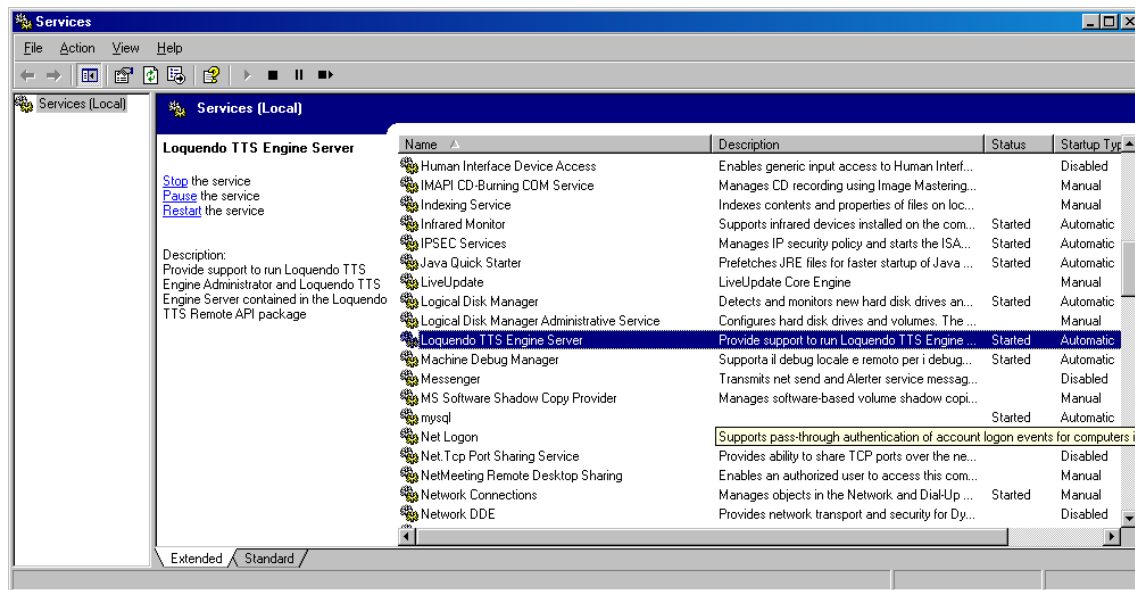 Services
File Action View Help
Services (Local)
Services (Local)
Loquendo TTS Engine Server
Stop the service
Pause the service
Restart the service
Description:
Provide support to run Loquendo TTS
Engine Administrator and Loquendo TTS
Engine Server contained in the Loquendo
TTS Remote API package
Name Description Status Startup Typ
Human Interface Device Access Enables generic input access to Human Interf... Disabled
IMAPI CD-Burning COM Service Manages CD recording using Image Mastering... Manual
Indexing Service Indexes contents and properties of files on loc... Manual
Infrared Monitor Supports infrared devices installed on the com... Started Automatic
IPSEC Services Manages IP security policy and starts the ISA... Started Automatic
Java Quick Starter Prefetches JRE files for faster startup of Java ... Started Automatic
LiveUpdate LiveUpdate Core Engine Manual
Logical Disk Manager Detects and monitors new hard disk drives an... Started Automatic
Logical Disk Manager Administrative Service Configures hard disk drives and volumes. The ... Manual
Loquendo TTS Engine Server Provide support to run Loquendo TTS Engine ... Started Automatic
Machine Debug Manager Supporta il debug locale e remoto per i debug... Started Automatic
Messenger Transmits net send and Alerter service messag... Disabled
MS Software Shadow Copy Provider Manages software-based volume shadow copi... Manual
mysql Started Automatic
Net Logon Supports pass-through authentication of account logon events for computers i
Net.Tcp Port Sharing Service Provides ability to share TCP ports over the ne... Disabled
NetMeeting Remote Desktop Sharing Enables an authorized user to access this com... Manual
Network Connections Manages objects in the Network and Dial-Up ... Started Manual
Network DDE Provides network transport and security for Dy... Disabled
Extended Standard